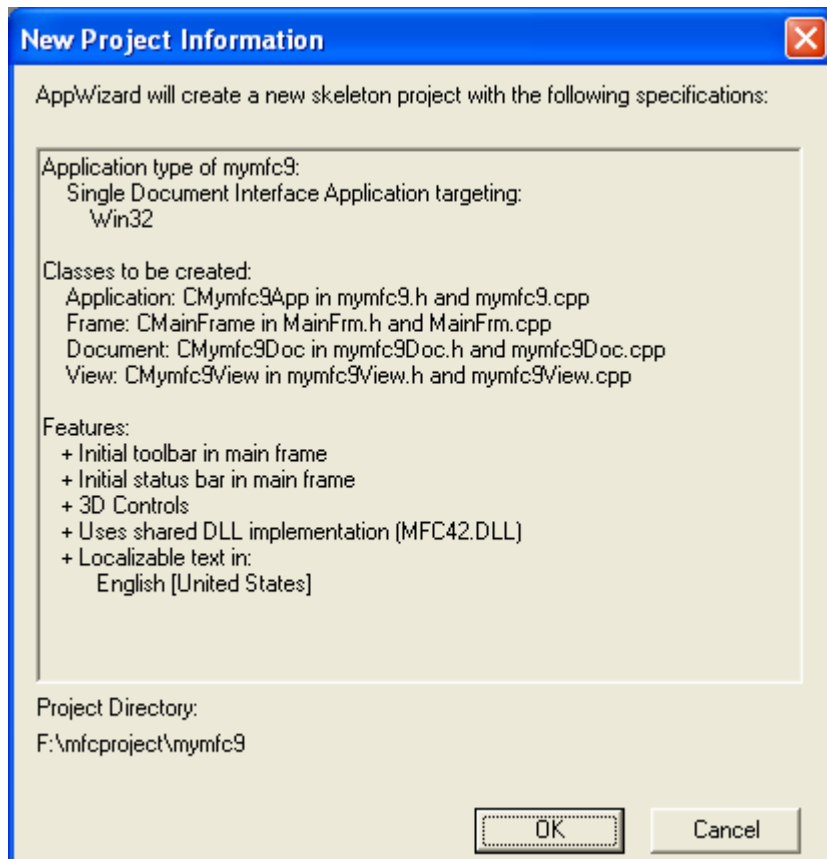 New Project Information
AppWizard will create a new skeleton project with the following specifications:
Application type of mymfc9:
Single Document Interface Application targeting:
Win32
Classes to be created:
Application: CMymfc9App in mymfc9.h and mymfc9.cpp
Frame: CMainFrame in MainFrm.h and MainFrm.cpp
Document: CMymfc9Doc in mymfc9Doc.h and mymfc9Doc.cpp
View: CMymfc9View in mymfc9View.h and mymfc9View.cpp
Features:
+ Initial toolbar in main frame
+ Initial status bar in main frame
+ 3D Controls
+ Uses shared DLL implementation (MFC42.DLL)
+ Localizable text in:
English [United States]
Project Directory:
F:\mfcproject\mymfc9
OK Cancel